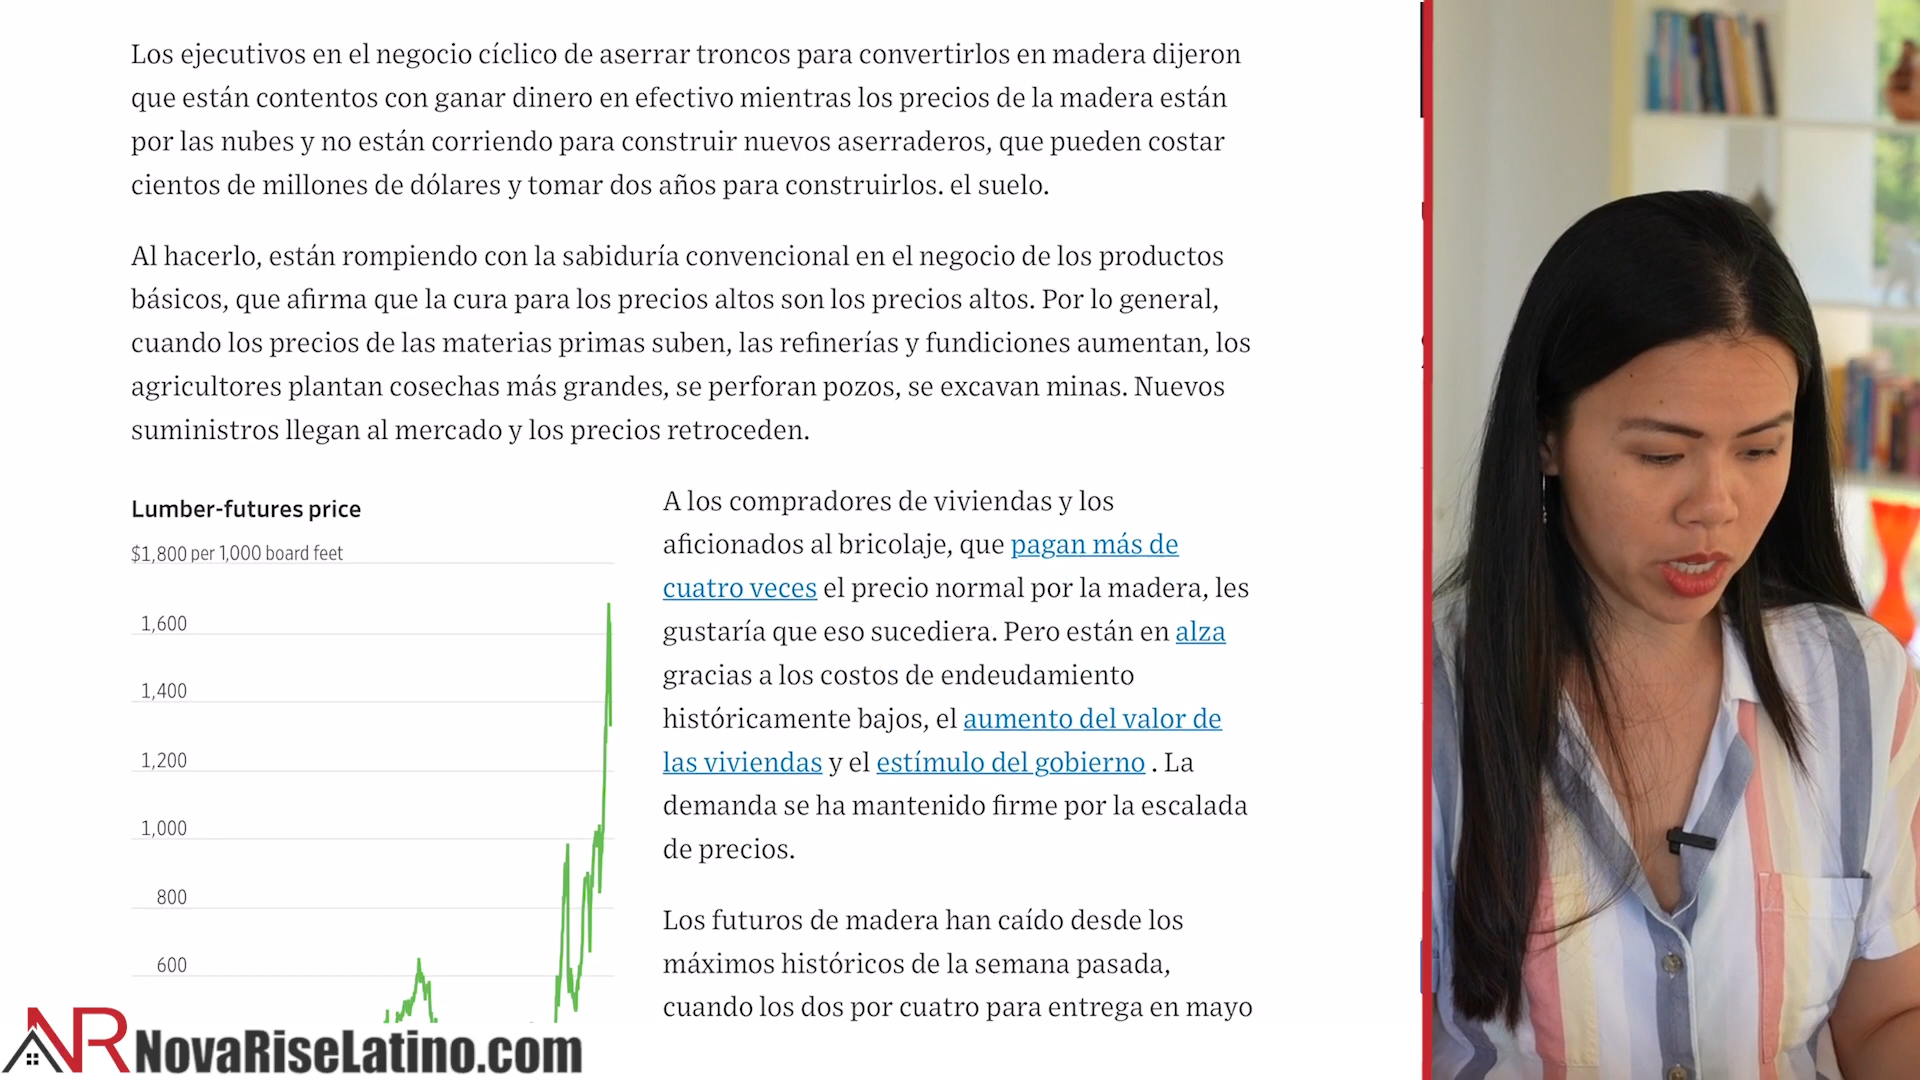 Los ejecutivos en el negocio cíclico de aserrar troncos para convertirlos en madera dijeron
que están contentos con ganar dinero en efectivo mientras los precios de la madera están
por las nubes y no están corriendo para construir nuevos aserraderos, que pueden costar
cientos de millones de dólares y tomar dos años para construirlos. el suelo.
Al hacerlo, están rompiendo con la sabiduría convencional en el negocio de los productos
básicos, que afirma que la cura para los precios altos son los precios altos. Por lo general,
cuando los precios de las materias primas suben, las refinerías y fundiciones aumentan, los
agricultores plantan cosechas más grandes, se perforan pozos, se excavan minas. Nuevos
suministros llegan al mercado y los precios retroceden.
Lumber-futures price
$1,800 per 1,000 board feet
1,600
1,400
1,200
1,000
800
600
A los compradores de viviendas y los
aficionados al bricolaje, que pagan más de
cuatro veces el precio normal por la madera, les
gustaría que eso sucediera. Pero están en alza
gracias a los costos de endeudamiento
históricamente bajos, el aumento del valor de
las viviendas y el estímulo del gobierno . La
demanda se ha mantenido firme por la escalada
de precios.
Los futuros de madera han caído desde los
máximos históricos de la semana pasada,
cuando los dos por cuatro para entrega en mayo
NR NovaRiseLatino.com